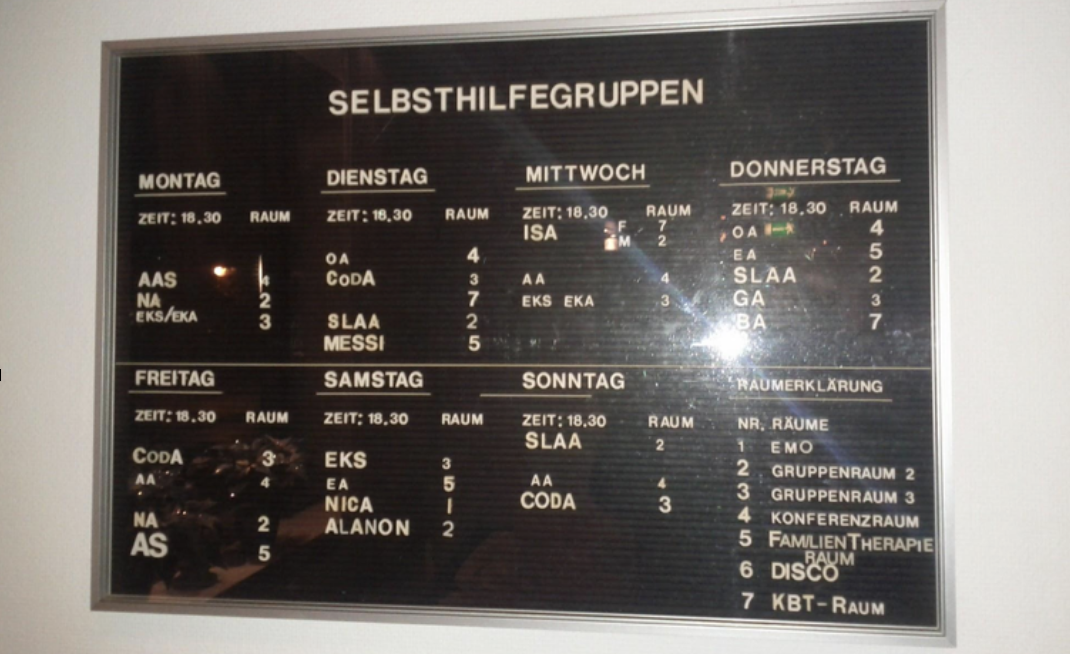 SELBSTHILFEGRUPPEN
MONTAG
ZEIT: 18.30 RAUM
AAS 4
NA 2
EKS/EKA 3
DIENSTAG
ZEIT: 18.30 RAUM
OA 4
CODA 3
7
SLAA 2
MESSI 5
MITTWOCH
ZEIT: 18.30 RAUM
ISA F 7
M 2
AA 4
EKS EKA 3
DONNERSTAG
ZEIT: 18.30 RAUM
OA 4
EA 5
SLAA 2
GA 3
BA 7
FREITAG
ZEIT: 18.30 RAUM
CODA 3
AA 4
NA 2
AS 5
SAMSTAG
ZEIT: 18.30 RAUM
EKS 3
EA 5
NICA 1
ALANON 2
SONNTAG
ZEIT: 18.30 RAUM
SLAA 2
AA 4
CODA 3
RAUMERKLÄRUNG
NR. RÄUME
1 EMO
2 GRUPPENRAUM 2
3 GRUPPENRAUM 3
4 KONFERENZRAUM
5 FAMILIENTHERAPIE
RAUM
6 DISCO
7 KBT-RAUM